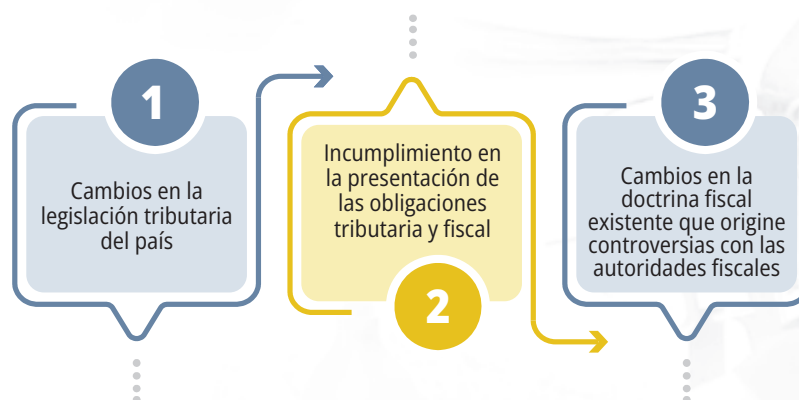 1
Cambios en la
legislación tributaria
del país
Incumplimiento en
la presentación de
las obligaciones
tributaria y fiscal
2
3
Cambios en la
doctrina fiscal
existente que origine
controversias con las
autoridades fiscales